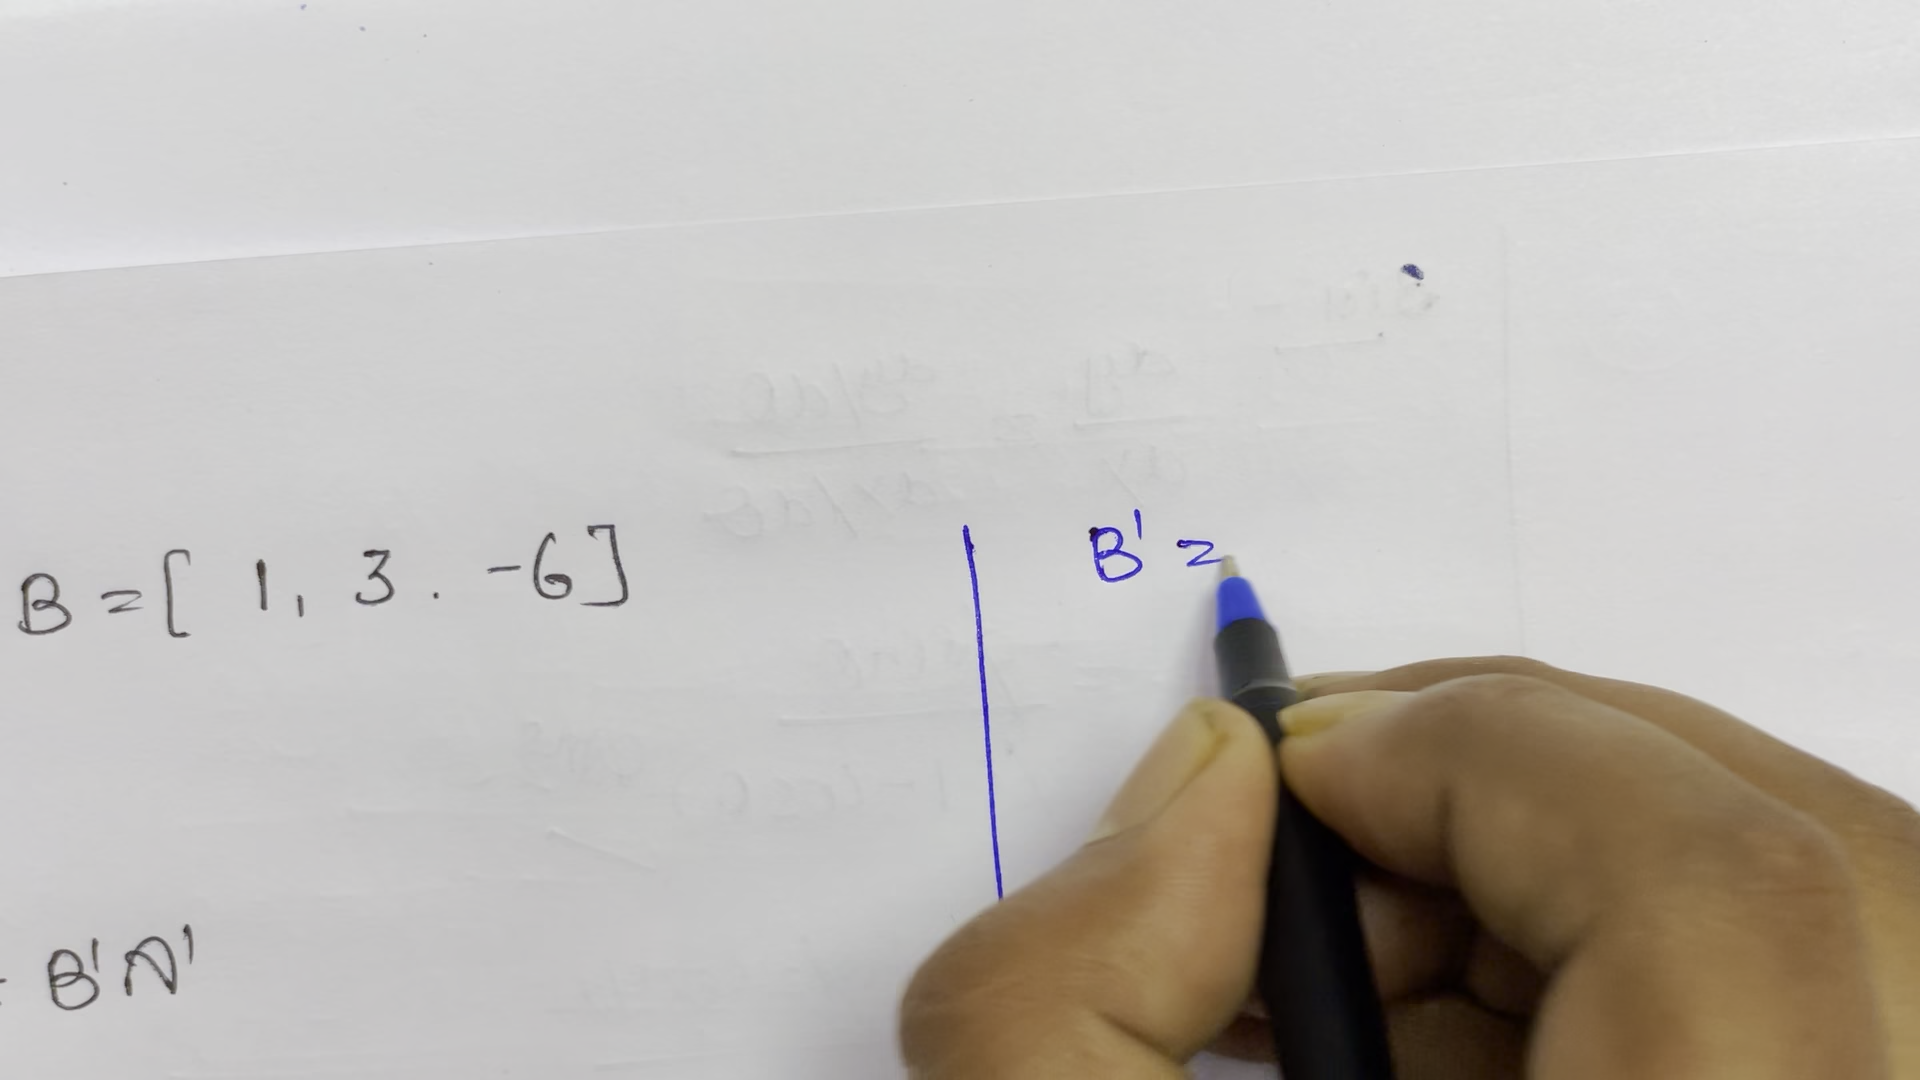 B = [ 1, 3. -6]
B' =
= B'A'